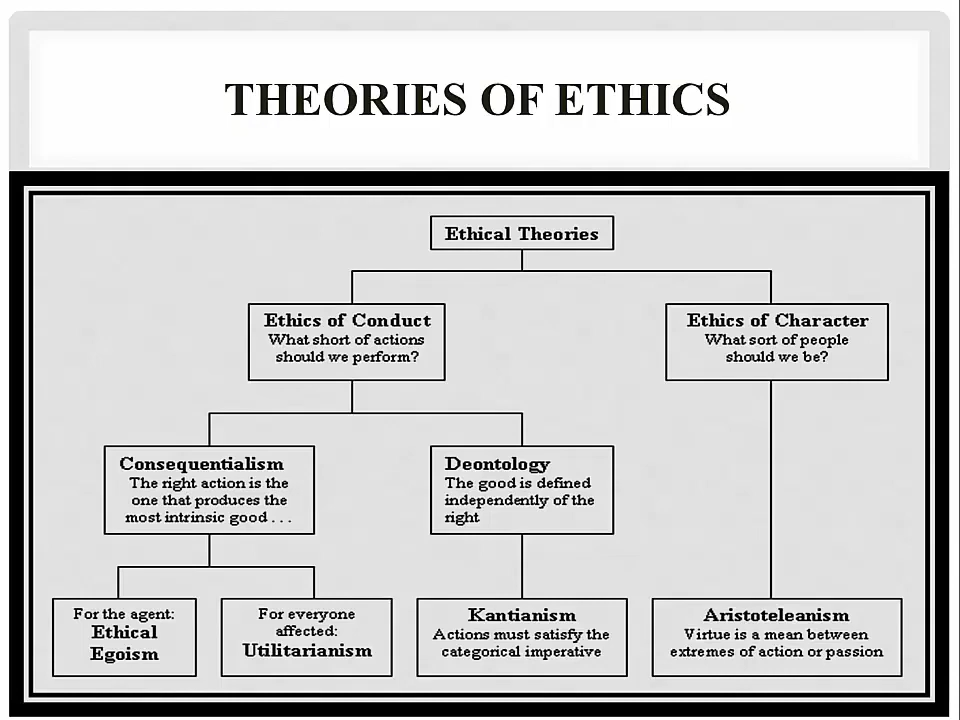 THEORIES OF ETHICS
Ethical Theories
Ethics of Conduct
What short of actions
should we perform?
Ethics of Character
What sort of people
should we be?
Consequentialism
The right action is the
one that produces the
most intrinsic good . . .
Deontology
The good is defined
independently of the
right
For the agent:
Ethical
Egoism
For everyone
affected:
Utilitarianism
Kantianism
Actions must satisfy the
categorical imperative
Aristoteleanism
Virtue is a mean between
extremes of action or passion